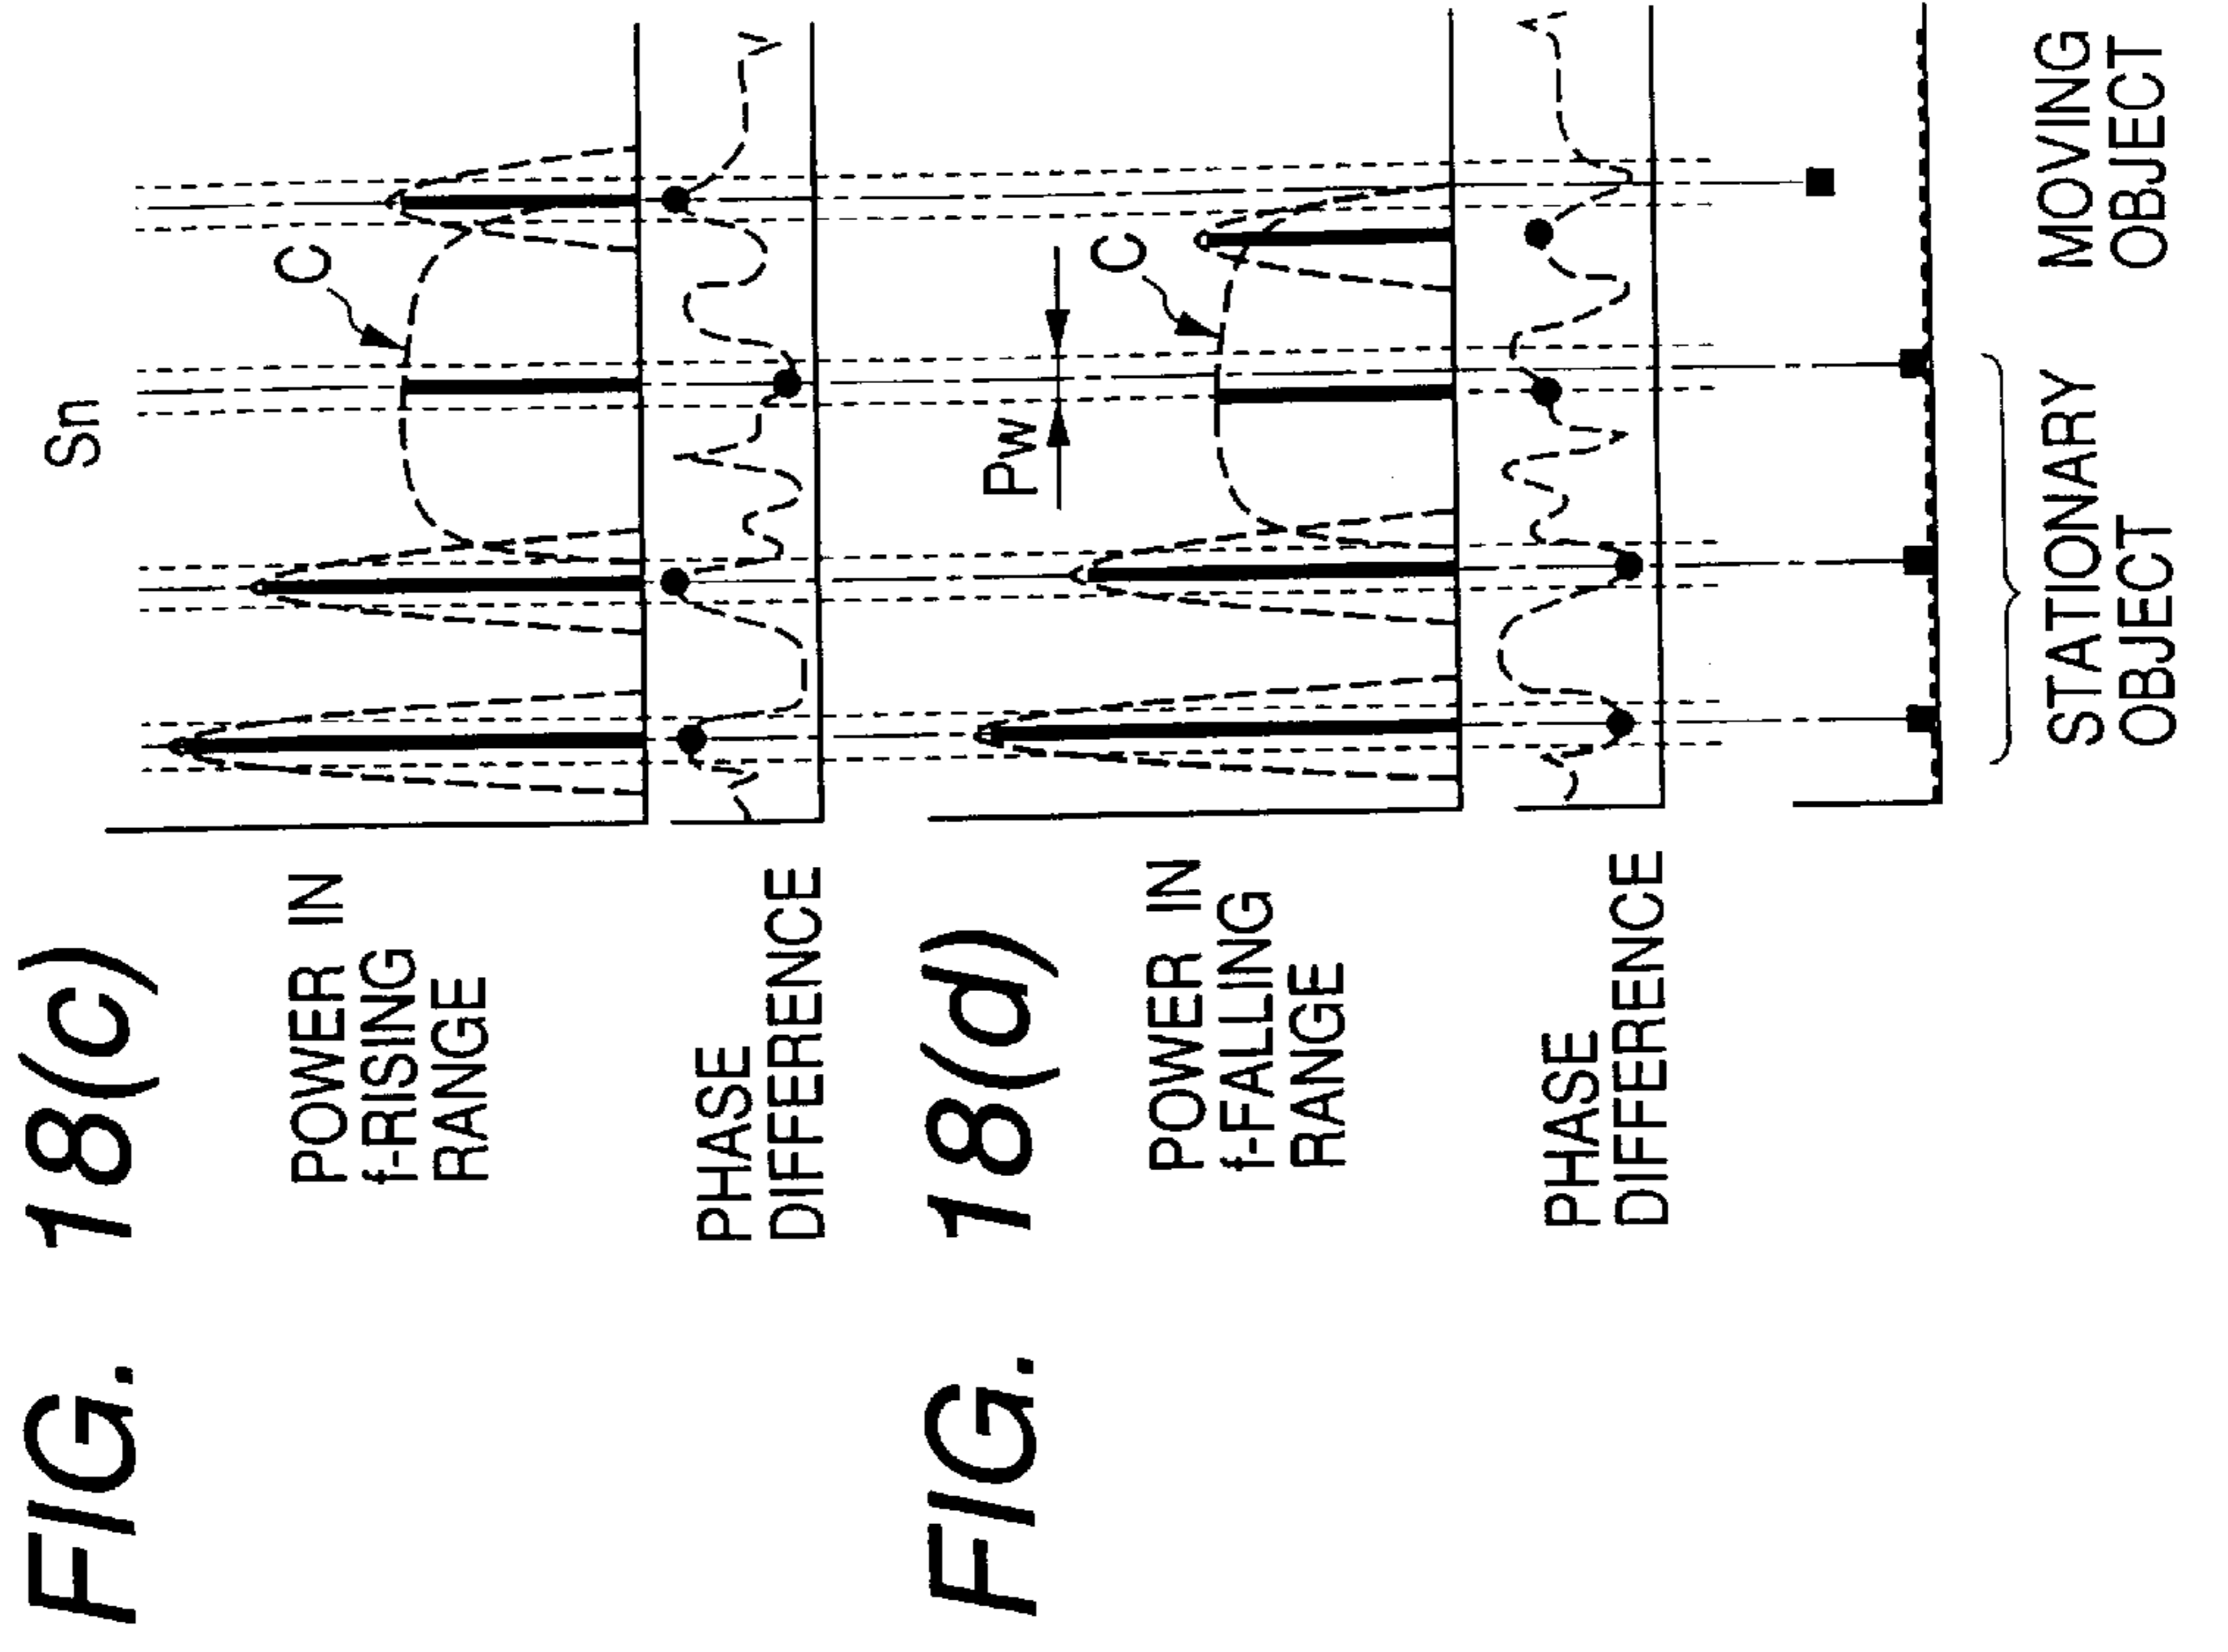 FIG. 18(c)
Sn
POWER IN
f-RISING
RANGE
C
PHASE
DIFFERENCE
FIG. 18(d)
PW
POWER IN
f-FALLING
RANGE
C
PHASE
DIFFERENCE
STATIONARY
OBJECT
MOVING
OBJECT